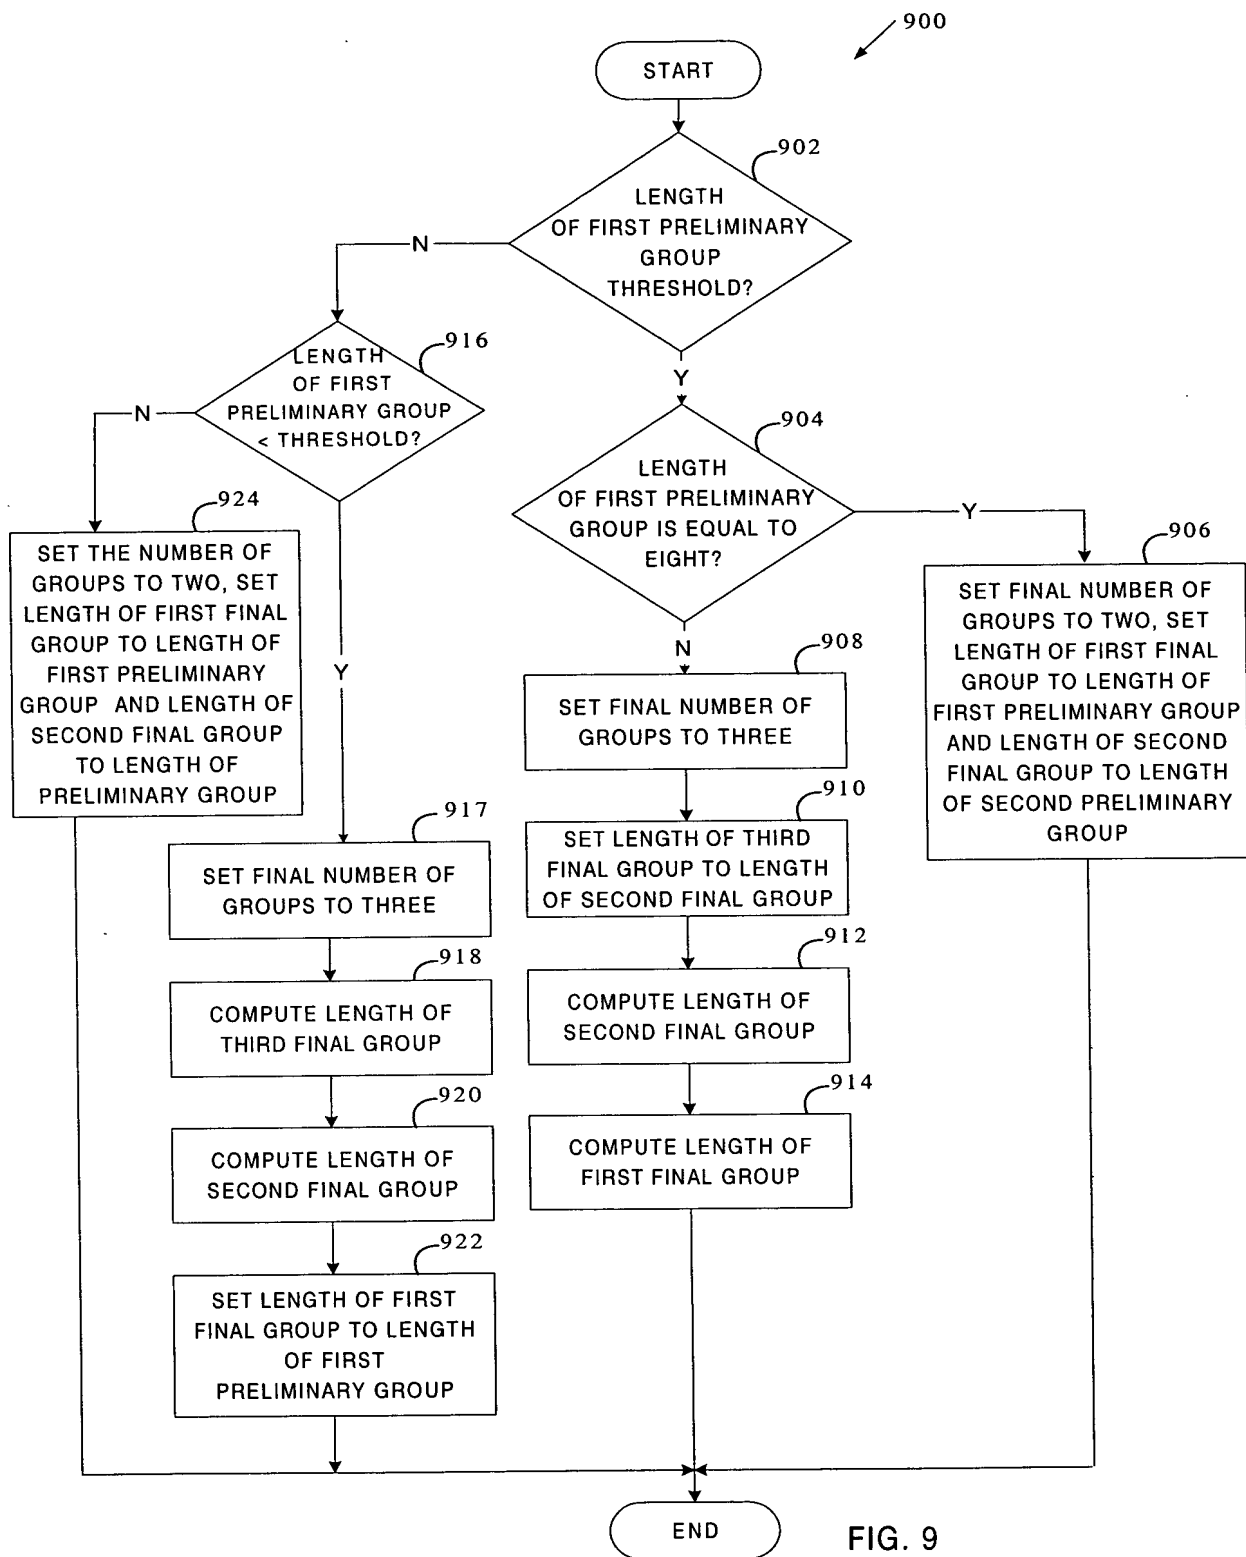 900
START
902
LENGTH
OF FIRST PRELIMINARY
GROUP
THRESHOLD?
N
Y
916
LENGTH
OF FIRST
PRELIMINARY GROUP
< THRESHOLD?
N
Y
904
LENGTH
OF FIRST PRELIMINARY
GROUP IS EQUAL TO
EIGHT?
Y
N
924
SET THE NUMBER OF
GROUPS TO TWO, SET
LENGTH OF FIRST FINAL
GROUP TO LENGTH OF
FIRST PRELIMINARY
GROUP AND LENGTH OF
SECOND FINAL GROUP
TO LENGTH OF
PRELIMINARY GROUP
906
SET FINAL NUMBER OF
GROUPS TO TWO, SET
LENGTH OF FIRST FINAL
GROUP TO LENGTH OF
FIRST PRELIMINARY GROUP
AND LENGTH OF SECOND
FINAL GROUP TO LENGTH
OF SECOND PRELIMINARY
GROUP
908
SET FINAL NUMBER OF
GROUPS TO THREE
910
SET LENGTH OF THIRD
FINAL GROUP TO LENGTH
OF SECOND FINAL GROUP
912
COMPUTE LENGTH OF
SECOND FINAL GROUP
914
COMPUTE LENGTH OF
FIRST FINAL GROUP
917
SET FINAL NUMBER OF
GROUPS TO THREE
918
COMPUTE LENGTH OF
THIRD FINAL GROUP
920
COMPUTE LENGTH OF
SECOND FINAL GROUP
922
SET LENGTH OF FIRST
FINAL GROUP TO LENGTH
OF FIRST
PRELIMINARY GROUP
END
FIG. 9